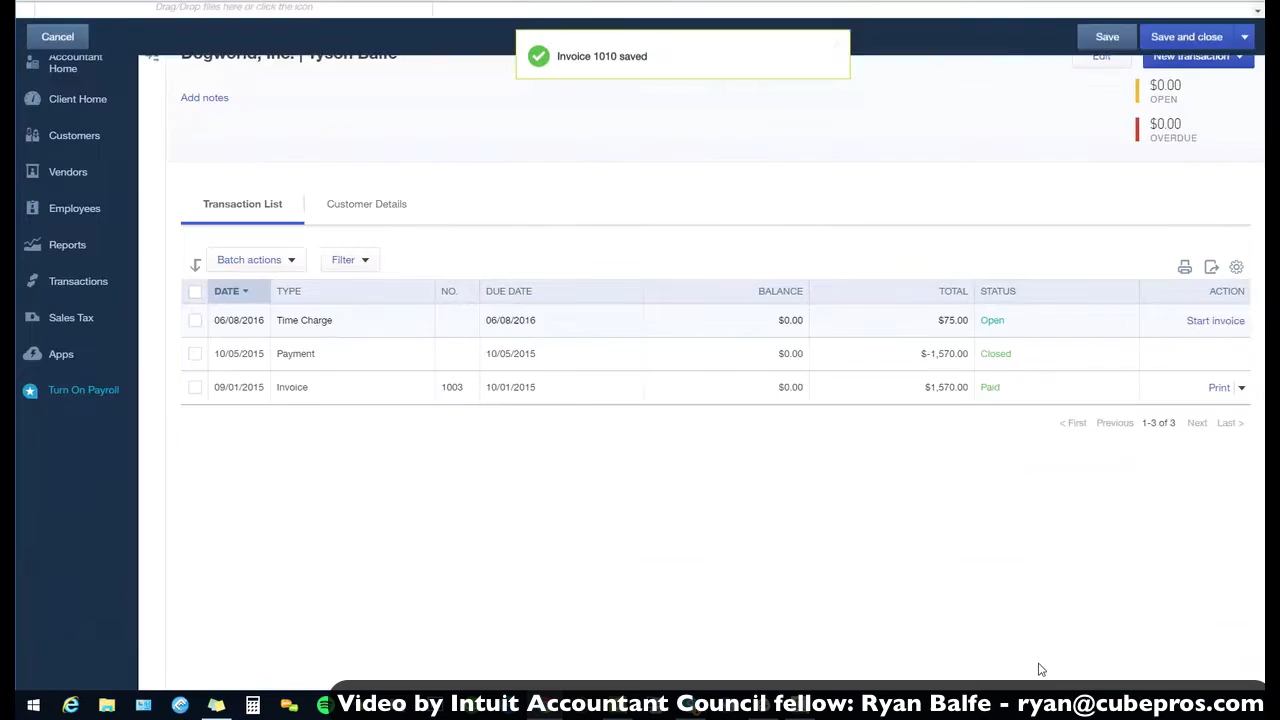 Drag/Drop files here or click the icon
Cancel
Invoice 1010 saved
Save
Save and close
Accountant
Home
Dogworld, Inc. | Tyson Balfe
Edit
New transaction
Add notes
$0.00
OPEN
$0.00
OVERDUE
Client Home
Customers
Vendors
Employees
Reports
Transactions
Sales Tax
Apps
Turn On Payroll
Transaction List
Customer Details
Batch actions
Filter
DATE TYPE NO. DUE DATE BALANCE TOTAL STATUS ACTION
06/08/2016 Time Charge 06/08/2016 $0.00 $75.00 Open Start invoice
10/05/2015 Payment 10/05/2015 $0.00 $-1,570.00 Closed
09/01/2015 Invoice 1003 10/01/2015 $0.00 $1,570.00 Paid Print
< First Previous 1-3 of 3 Next Last >
Video by Intuit Accountant Council fellow: Ryan Balfe - ryan@cubepros.com